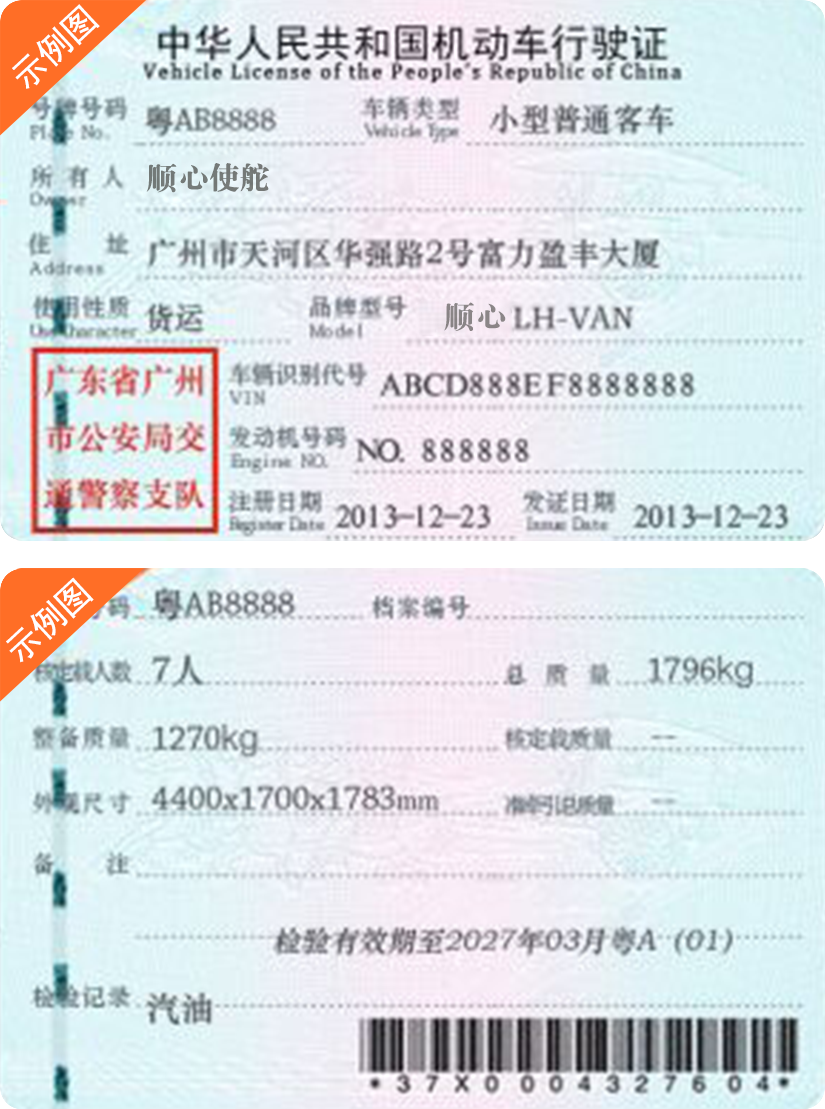 示例图
中华人民共和国机动车行驶证
Vehicle License of the People's Republic of China
号牌号码 粤AB8888 车辆类型 小型普通客车
Plate No. Vehicle Type
所有人 顺心使舵
Owner
住址 广州市天河区华强路2号富力盈丰大厦
Address
使用性质 货运 品牌型号 顺心 LH-VAN
Use Character Model
广东省广州
市公安局交
通警察支队
车辆识别代号 ABCD888EF8888888
VIN
发动机号码 NO. 888888
Engine NO.
注册日期 2013-12-23 发证日期 2013-12-23
Register Date Issue Date
示例图
号码 粤AB8888 档案编号
核定载人数 7人 总质量 1796kg
整备质量 1270kg 核定载质量 --
外观尺寸 4400x1700x1783mm 准牵引总质量 --
备注
检验有效期至2027年03月粤A (01)
检验记录 汽油
*37X0004327604*